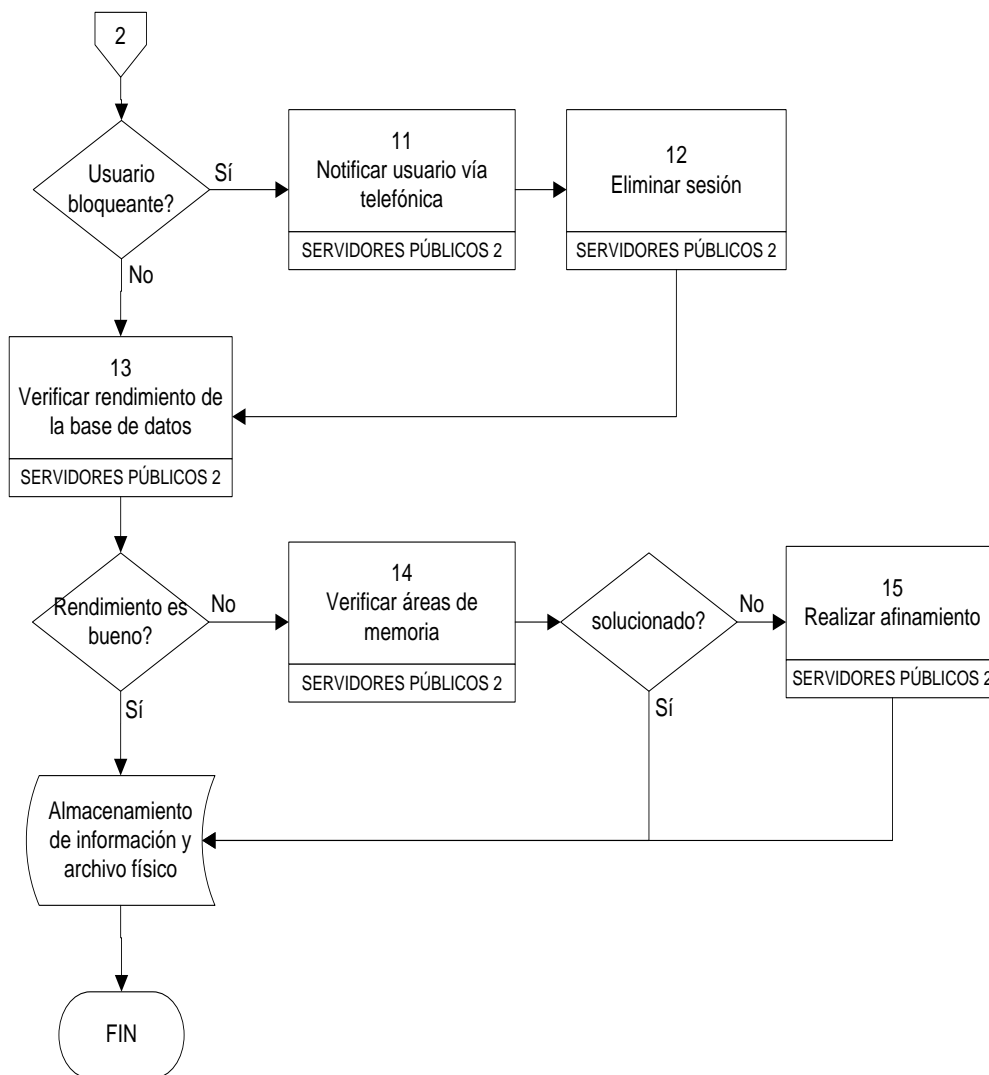 2
Usuario
bloqueante?
Sí
11
Notificar usuario vía
telefónica
SERVIDORES PÚBLICOS 2
12
Eliminar sesión
SERVIDORES PÚBLICOS 2
No
13
Verificar rendimiento de
la base de datos
SERVIDORES PÚBLICOS 2
Rendimiento es
bueno?
No
14
Verificar áreas de
memoria
SERVIDORES PÚBLICOS 2
solucionado?
No
15
Realizar afinamiento
SERVIDORES PÚBLICOS 2
Sí
Sí
Almacenamiento
de información y
archivo físico
FIN